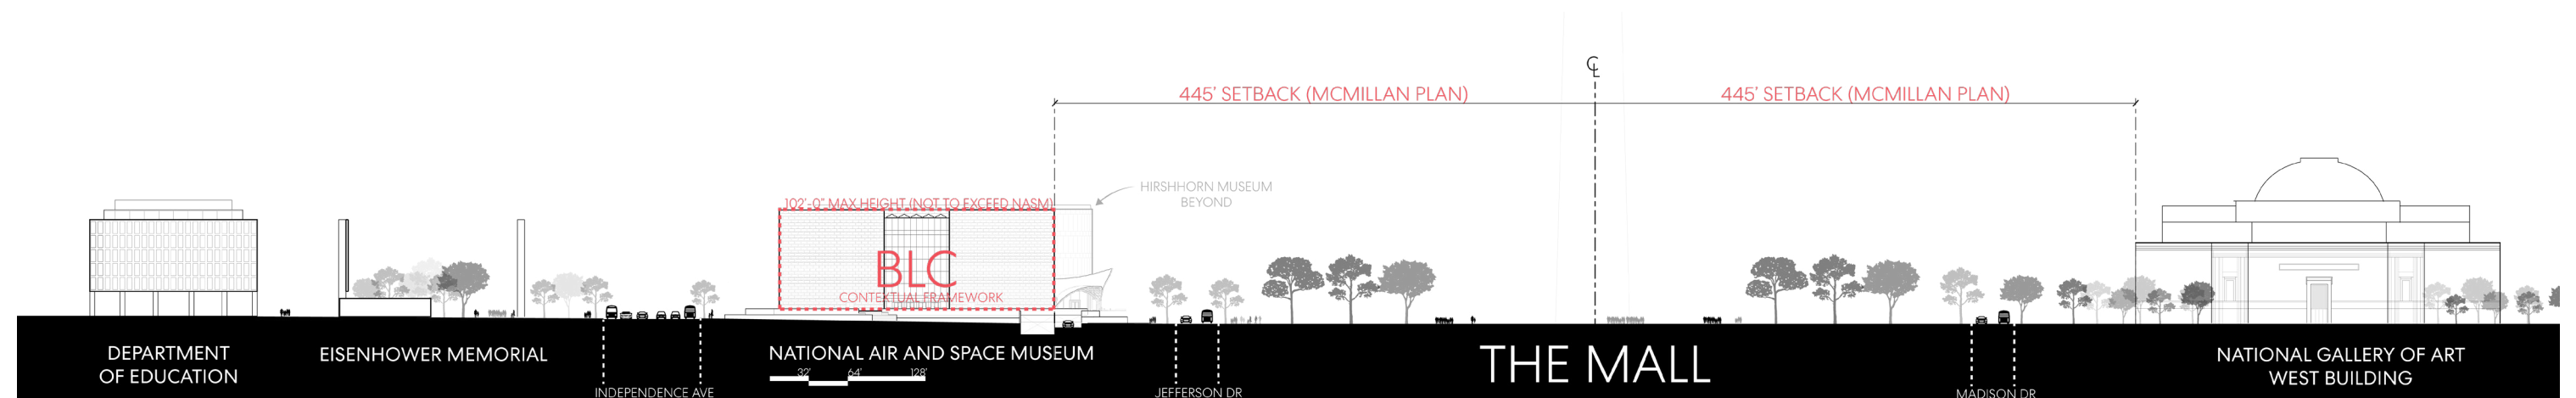 ℄
445' SETBACK (MCMILLAN PLAN)
445' SETBACK (MCMILLAN PLAN)
HIRSHHORN MUSEUM
BEYOND
102'-0" MAX HEIGHT (NOT TO EXCEED NASM)
BLC
CONTEXTUAL FRAMEWORK
DEPARTMENT
OF EDUCATION
EISENHOWER MEMORIAL
INDEPENDENCE AVE
NATIONAL AIR AND SPACE MUSEUM
32' 64' 128'
JEFFERSON DR
THE MALL
MADISON DR
NATIONAL GALLERY OF ART
WEST BUILDING